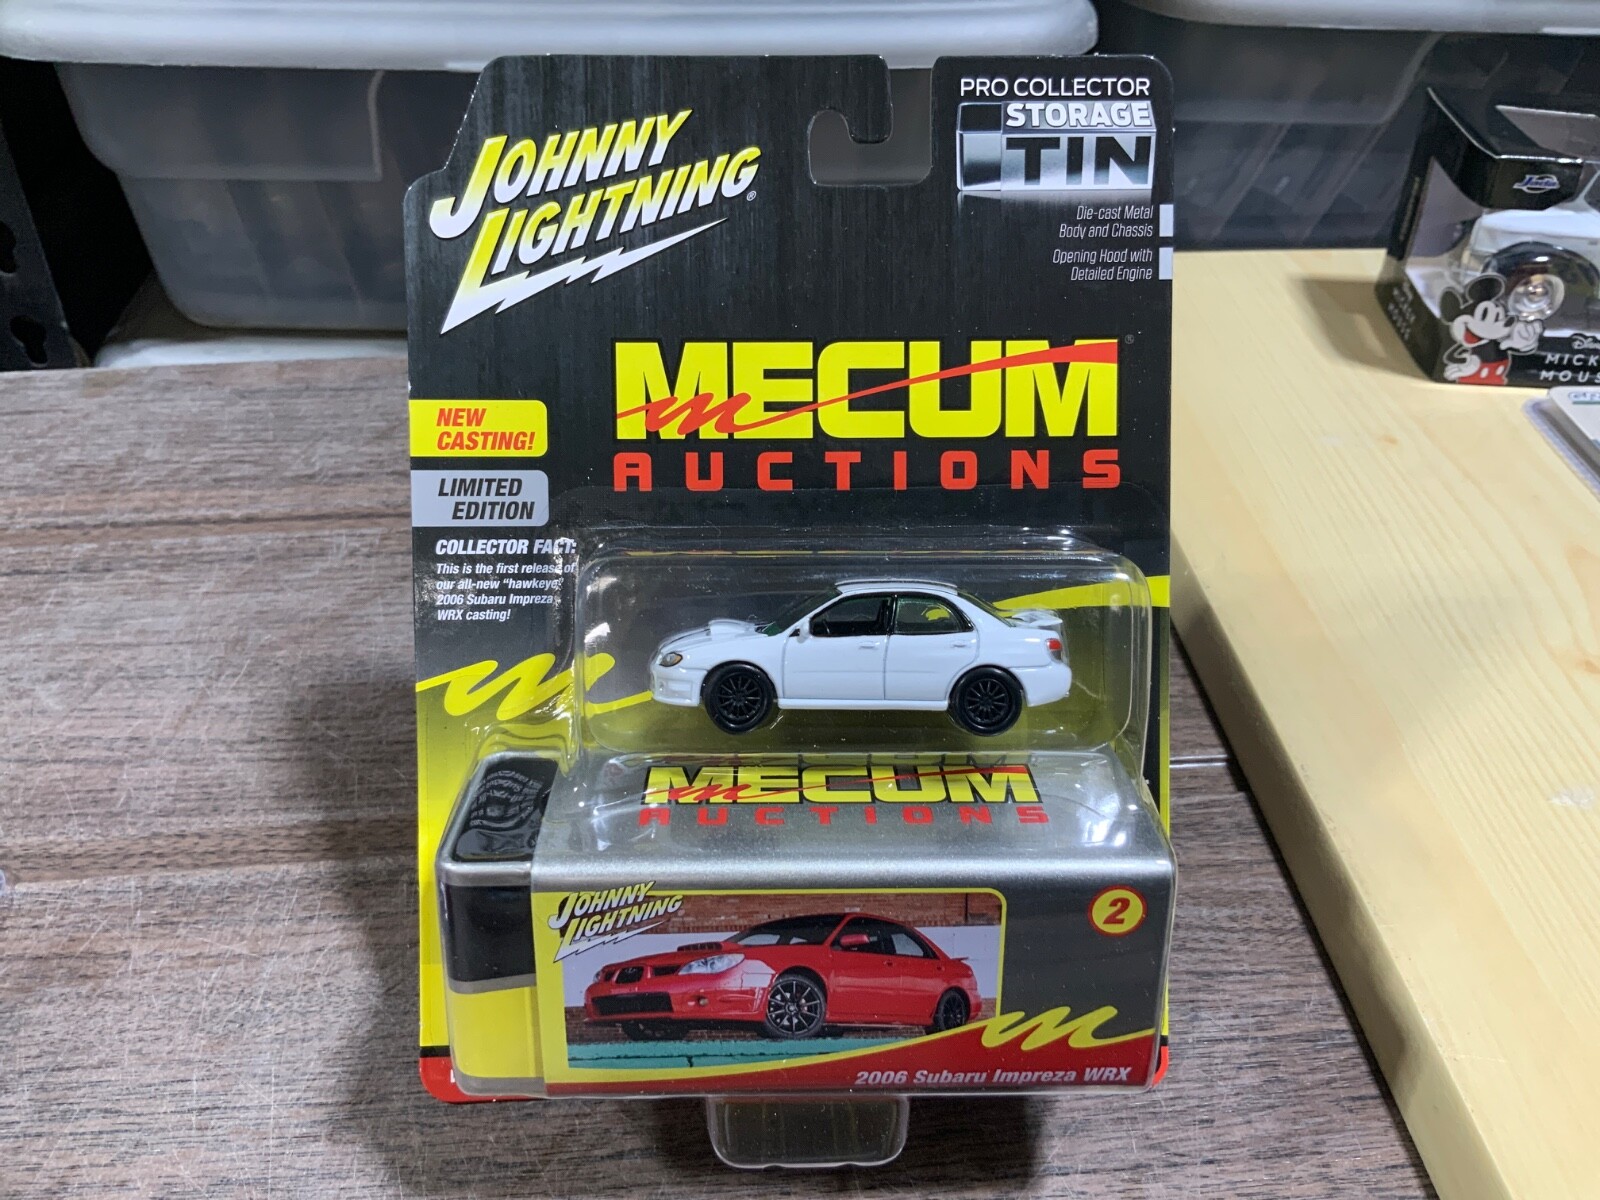 JOHNNY
LIGHTNING®
PRO COLLECTOR
STORAGE
TIN
Die-cast Metal
Body and Chassis
Opening Hood with
Detailed Engine
MECUM®
AUCTIONS
NEW
CASTING!
LIMITED
EDITION
COLLECTOR FACT:
This is the first release of
our all-new "hawkeye"
2006 Subaru Impreza
WRX casting!
MECUM
AUCTIONS
JOHNNY
LIGHTNING®
2
2006 Subaru Impreza WRX
Jada
Disney
MICK
MOUS